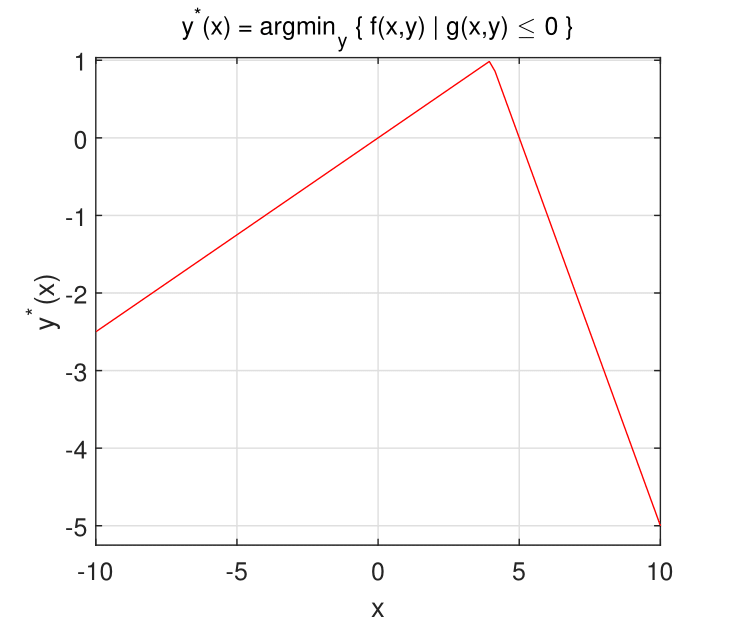 y*(x) = argmin_y { f(x,y) | g(x,y) ≤ 0 }
1
0
-1
-2
-3
-4
-5
y*(x)
-10 -5 0 5 10
x